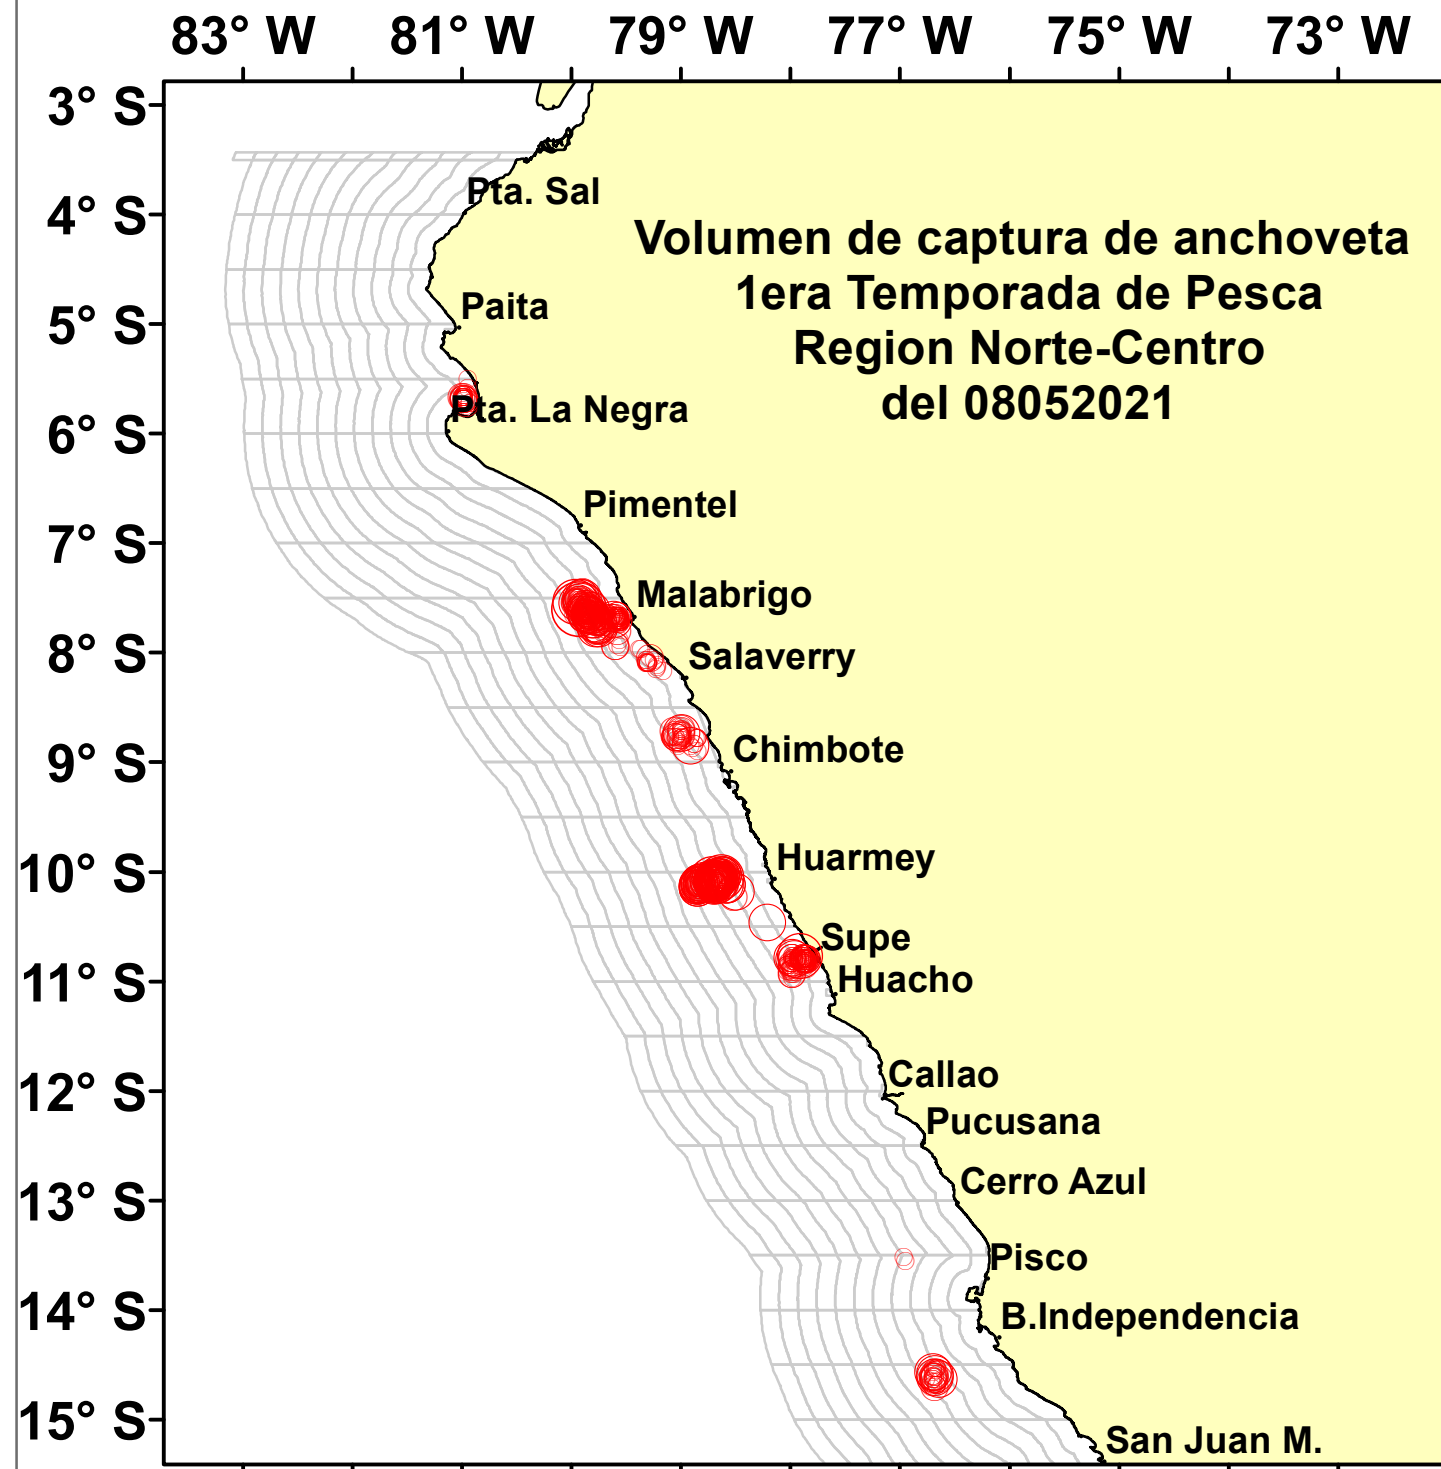 83° W 81° W 79° W 77° W 75° W 73° W
3° S
Pta. Sal
4° S
Volumen de captura de anchoveta
1era Temporada de Pesca
Region Norte-Centro
del 08052021
Paita
5° S
Pta. La Negra
6° S
Pimentel
7° S
Malabrigo
8° S
Salaverry
Chimbote
9° S
Huarmey
10° S
Supe
11° S
Huacho
Callao
12° S
Pucusana
Cerro Azul
13° S
Pisco
14° S
B.Independencia
15° S
San Juan M.